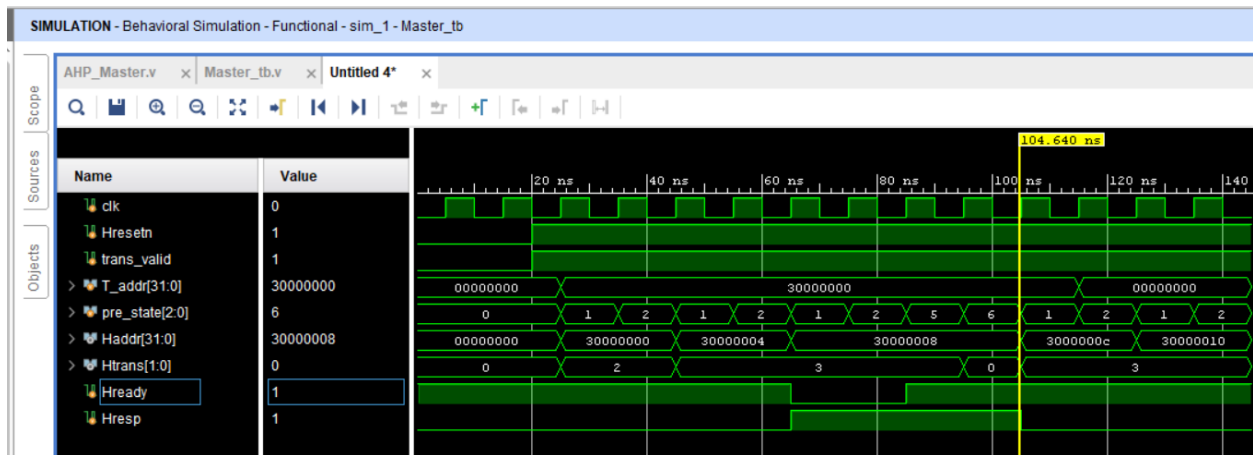 SIMULATION - Behavioral Simulation - Functional - sim_1 - Master_tb
AHP_Master.v × Master_tb.v × Untitled 4* ×
Scope
Sources
Objects
104.640 ns
Name Value
20 ns 40 ns 60 ns 80 ns 100 ns 120 ns 140
clk 0
Hresetn 1
trans_valid 1
> T_addr[31:0] 30000000 00000000 30000000 00000000
> pre_state[2:0] 6 0 1 2 1 2 1 2 5 6 1 2 1 2
> Haddr[31:0] 30000008 00000000 30000000 30000004 30000008 3000000c 30000010
> Htrans[1:0] 0 0 2 3 0 3
Hready 1
Hresp 1